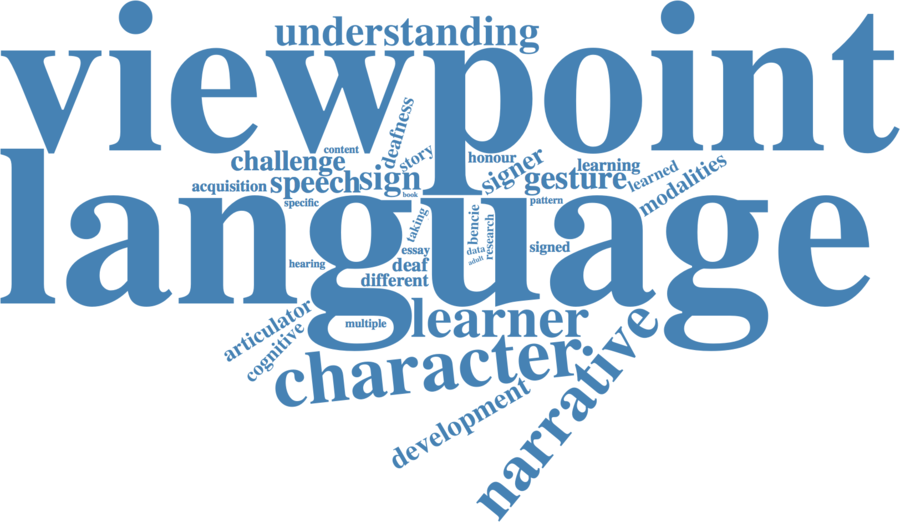 understanding
viewpoint
deafness
content
story
challenge
honour
signer
learning
learned
modalities
acquisition
speech
sign
book
gesture
specific
pattern
language
taking
bencie
research
essay
data
adult
signed
hearing
deaf
different
articulator
cognitive
multiple
learner
character
narrative
development